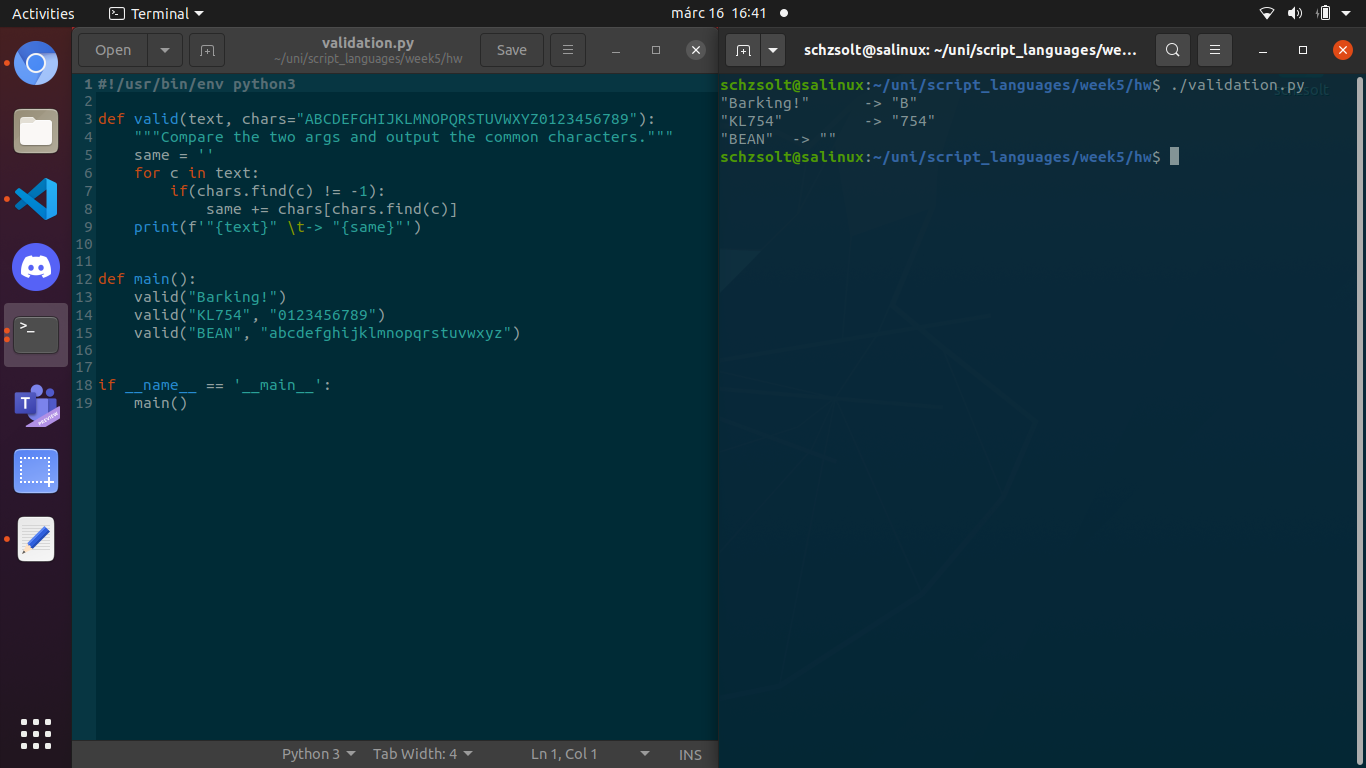 Activities Terminal márc 16 16:41
Open validation.py Save
~/uni/script_languages/week5/hw
1 #!/usr/bin/env python3
2
3 def valid(text, chars="ABCDEFGHIJKLMNOPQRSTUVWXYZ0123456789"):
4     """Compare the two args and output the common characters."""
5     same = ''
6     for c in text:
7         if(chars.find(c) != -1):
8             same += chars[chars.find(c)]
9     print(f'"{text}" \t-> "{same}"')
10
11
12 def main():
13     valid("Barking!")
14     valid("KL754", "0123456789")
15     valid("BEAN", "abcdefghijklmnopqrstuvwxyz")
16
17
18 if __name__ == '__main__':
19     main()
Python 3 Tab Width: 4 Ln 1, Col 1 INS
schzsolt@salinux: ~/uni/script_languages/we...
schzsolt@salinux:~/uni/script_languages/week5/hw$ ./validation.py
"Barking!"      -> "B"
"KL754"         -> "754"
"BEAN"  -> ""
schzsolt@salinux:~/uni/script_languages/week5/hw$
schzsolt
T
PREVIEW
>_